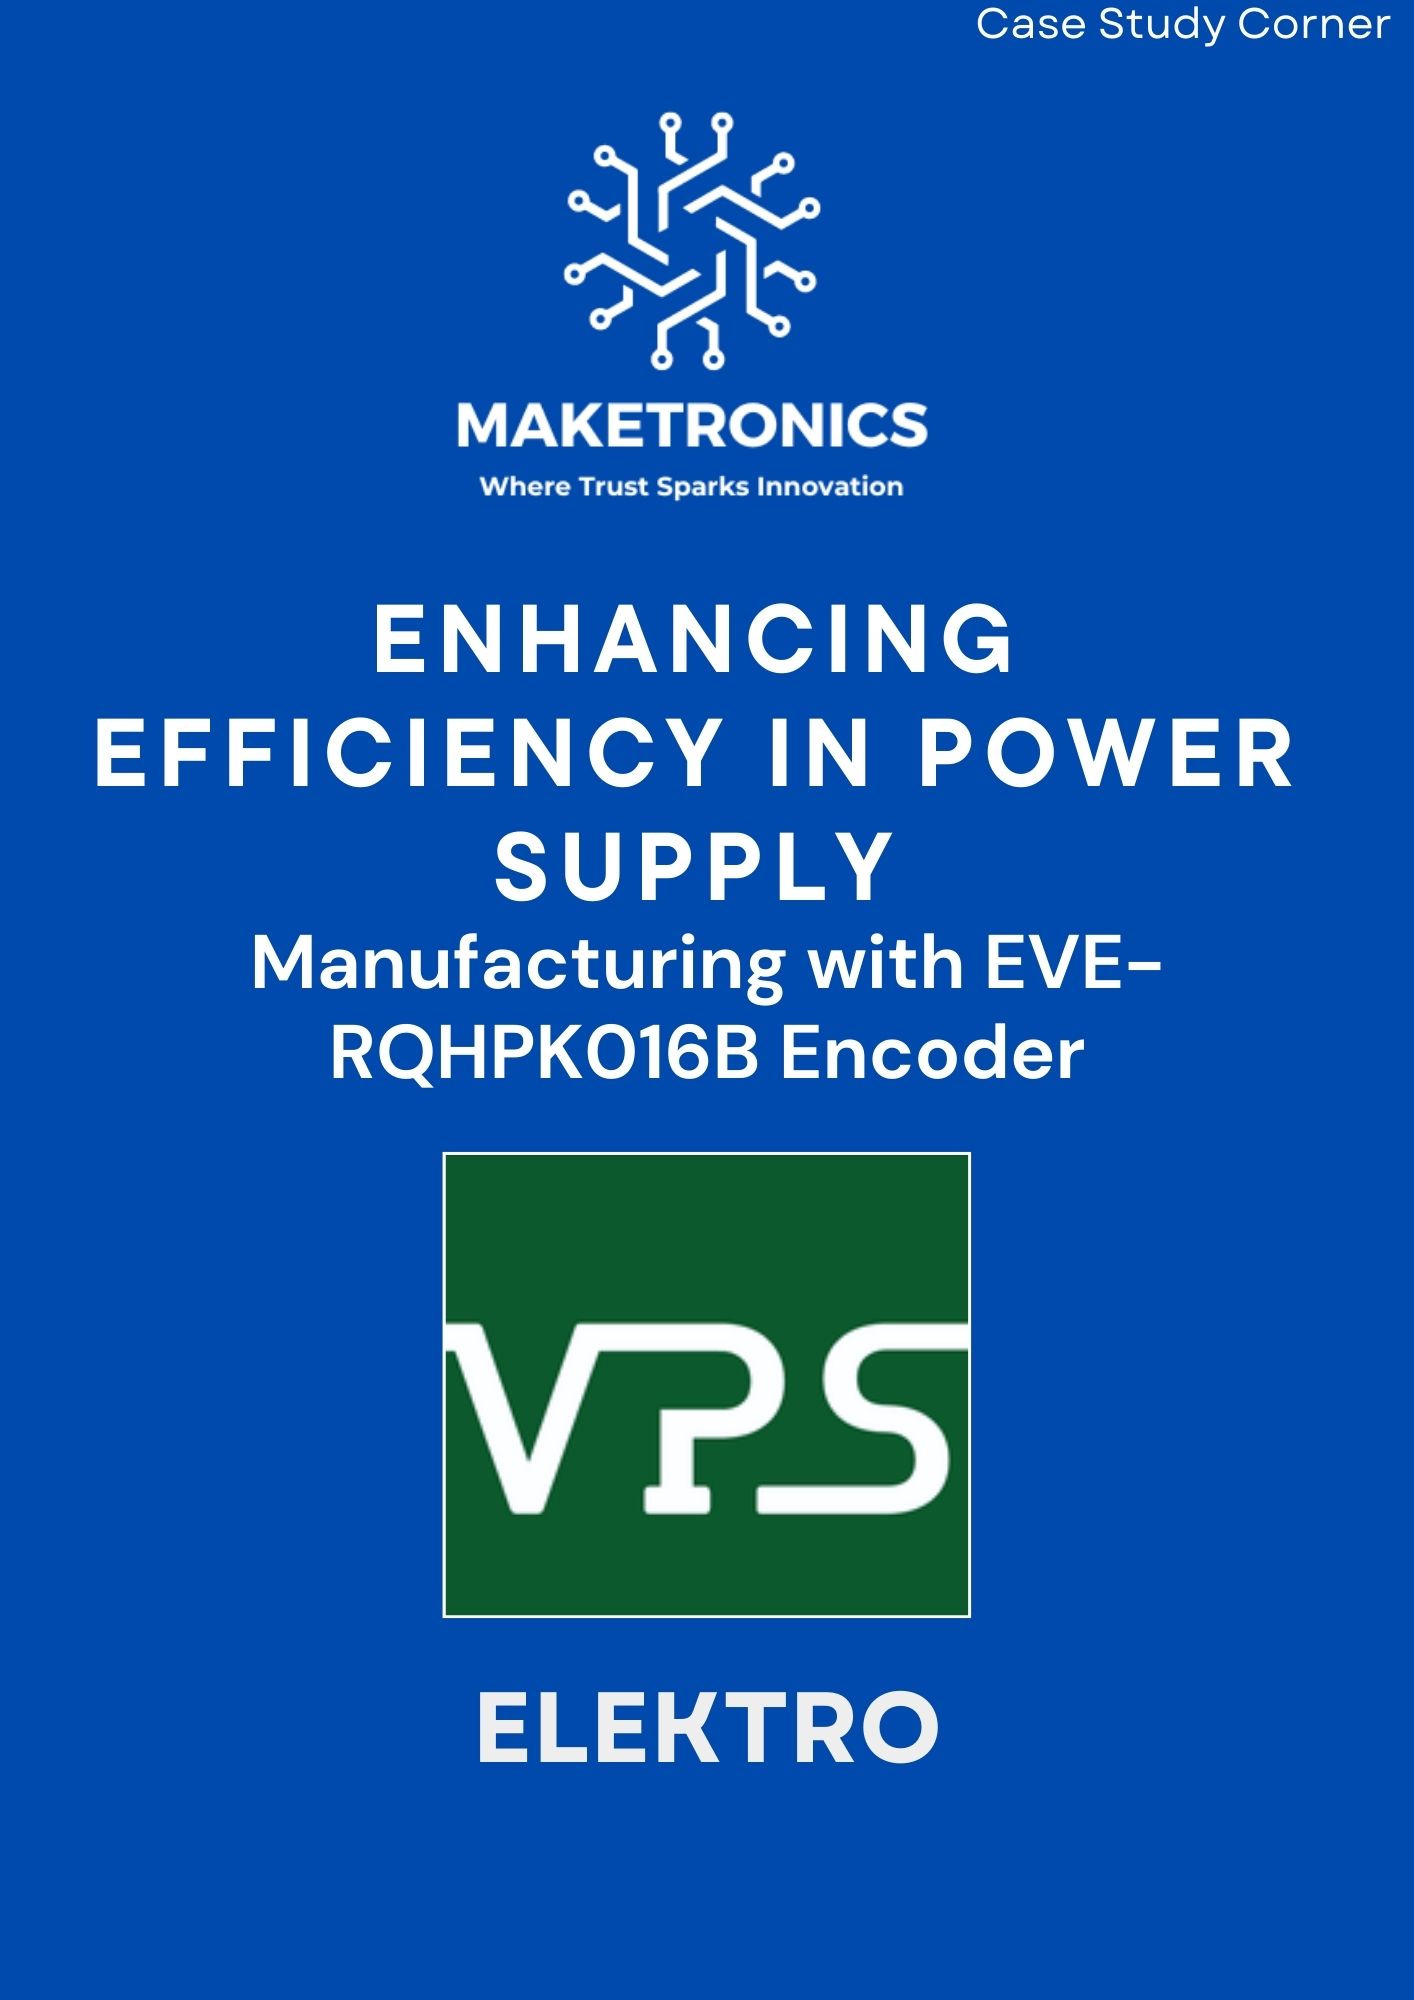 Case Study Corner
MAKETRONICS
Where Trust Sparks Innovation
ENHANCING
EFFICIENCY IN POWER
SUPPLY
Manufacturing with EVE-
RQHPK016B Encoder
VPS
ELEKTRO